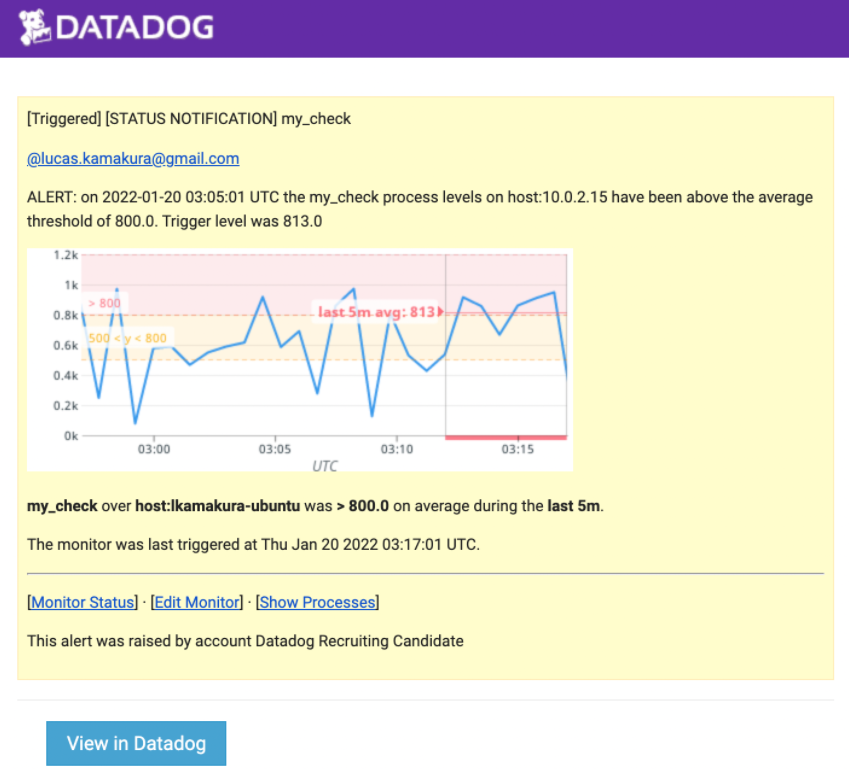 DATADOG
[Triggered] [STATUS NOTIFICATION] my_check
@lucas.kamakura@gmail.com
ALERT: on 2022-01-20 03:05:01 UTC the my_check process levels on host:10.0.2.15 have been above the average
threshold of 800.0. Trigger level was 813.0
1.2k
1k
> 800
0.8k
last 5m avg: 813
500 < y < 800
0.6k
0.4k
0.2k
0k
03:00 03:05 03:10 03:15
UTC
my_check over host:lkamakura-ubuntu was > 800.0 on average during the last 5m.
The monitor was last triggered at Thu Jan 20 2022 03:17:01 UTC.
[Monitor Status] · [Edit Monitor] · [Show Processes]
This alert was raised by account Datadog Recruiting Candidate
View in Datadog